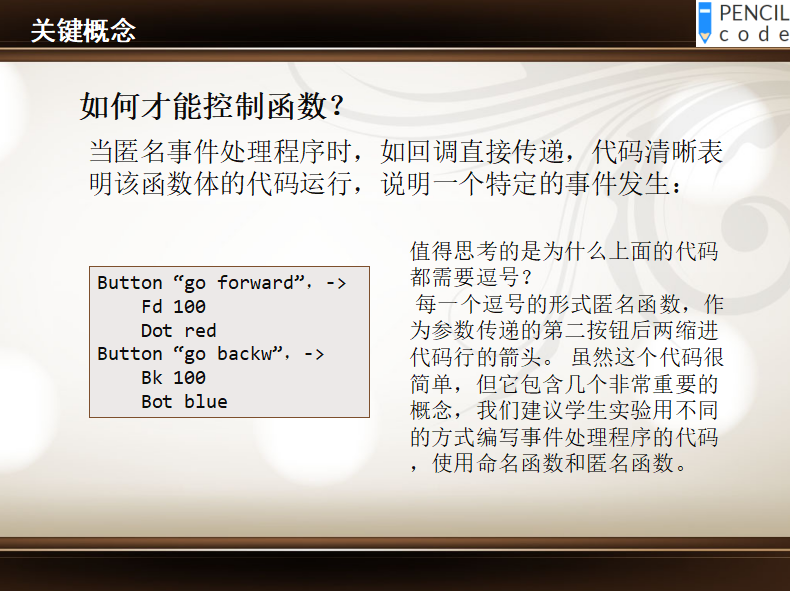 关键概念
PENCIL
code
如何才能控制函数？
当匿名事件处理程序时，如回调直接传递，代码清晰表
明该函数体的代码运行，说明一个特定的事件发生：
Button “go forward”，->
Fd 100
Dot red
Button “go backw”，->
Bk 100
Bot blue
值得思考的是为什么上面的代码
都需要逗号？
每一个逗号的形式匿名函数，作
为参数传递的第二按钮后两缩进
代码行的箭头。 虽然这个代码很
简单，但它包含几个非常重要的
概念，我们建议学生实验用不同
的方式编写事件处理程序的代码
，使用命名函数和匿名函数。